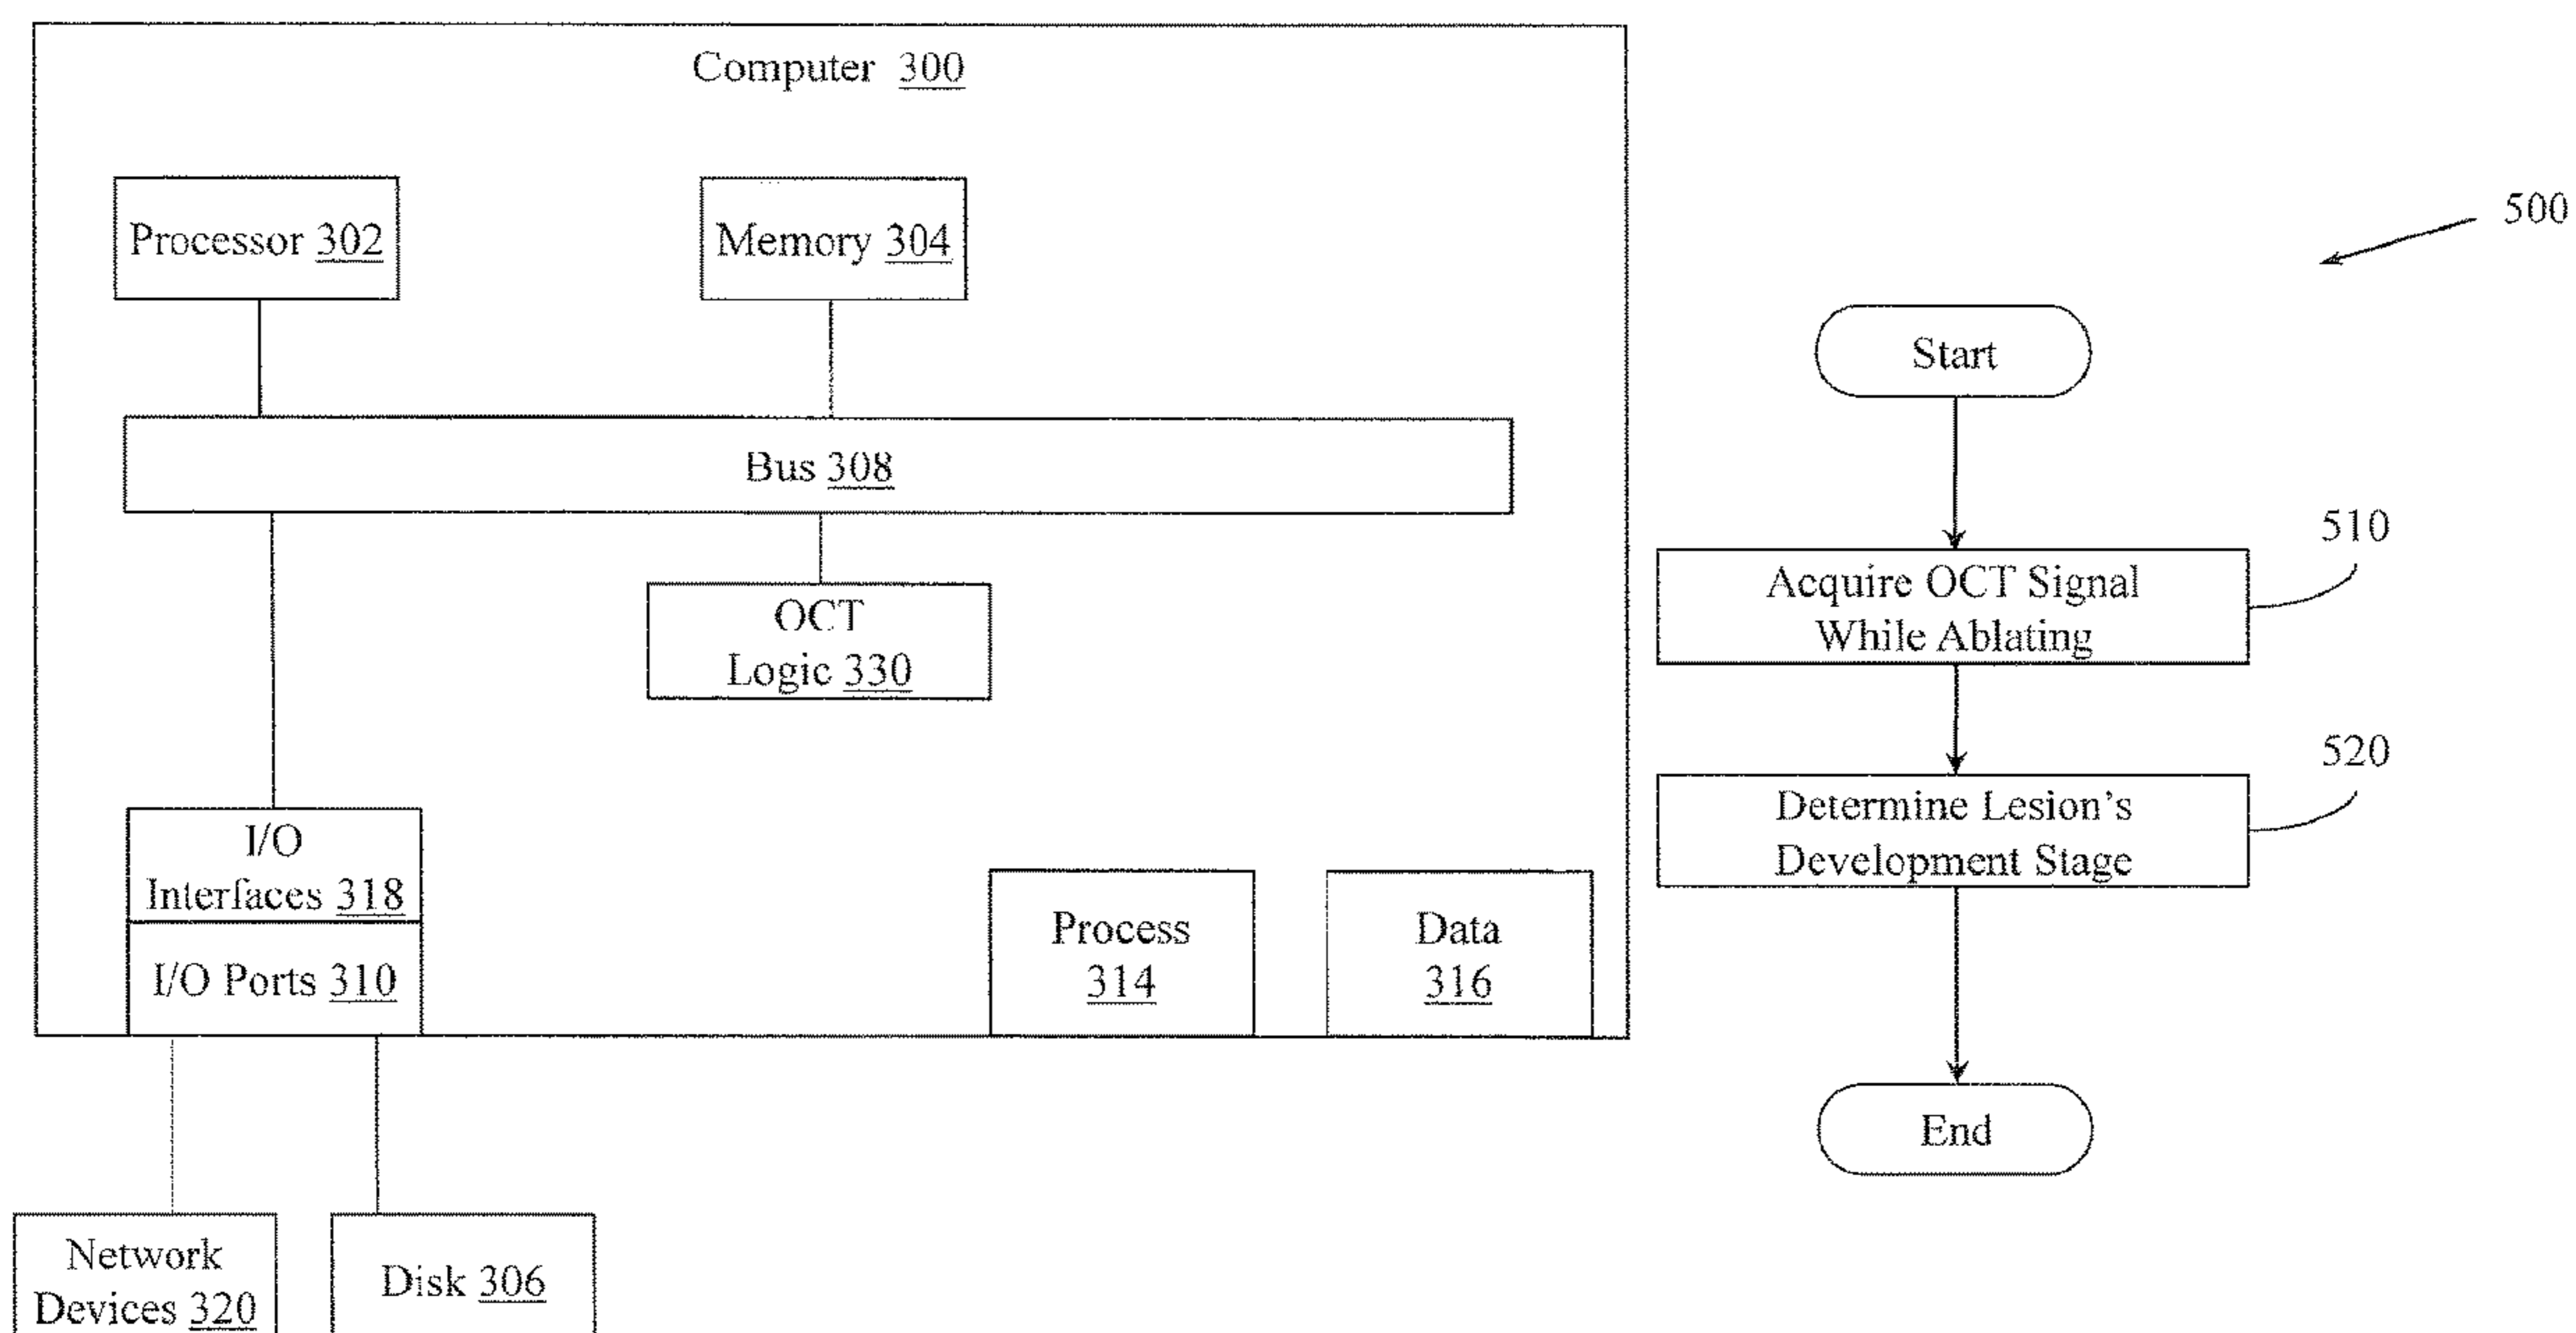 Computer 300
Processor 302
Memory 304
Bus 308
OCT
Logic 330
I/O
Interfaces 318
I/O Ports 310
Process
314
Data
316
Network
Devices 320
Disk 306
500
Start
510
Acquire OCT Signal
While Ablating
520
Determine Lesion's
Development Stage
End